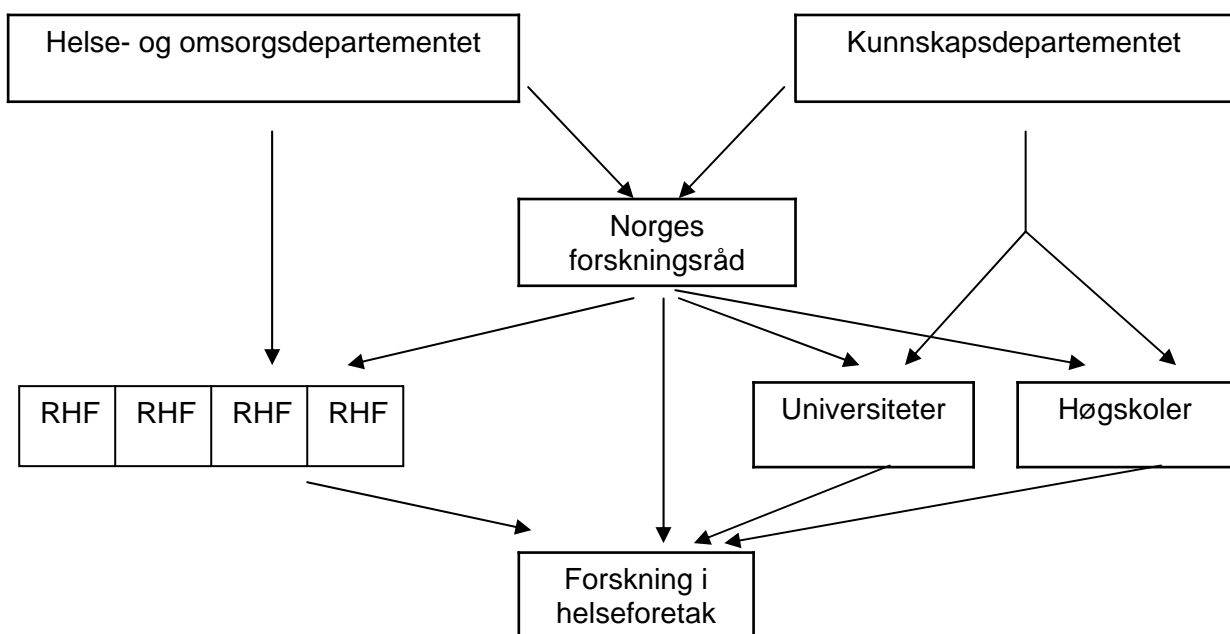 Helse- og omsorgsdepartementet
Kunnskapsdepartementet
Norges
forskningsråd
RHF
RHF
RHF
RHF
Universiteter
Høgskoler
Forskning i
helseforetak